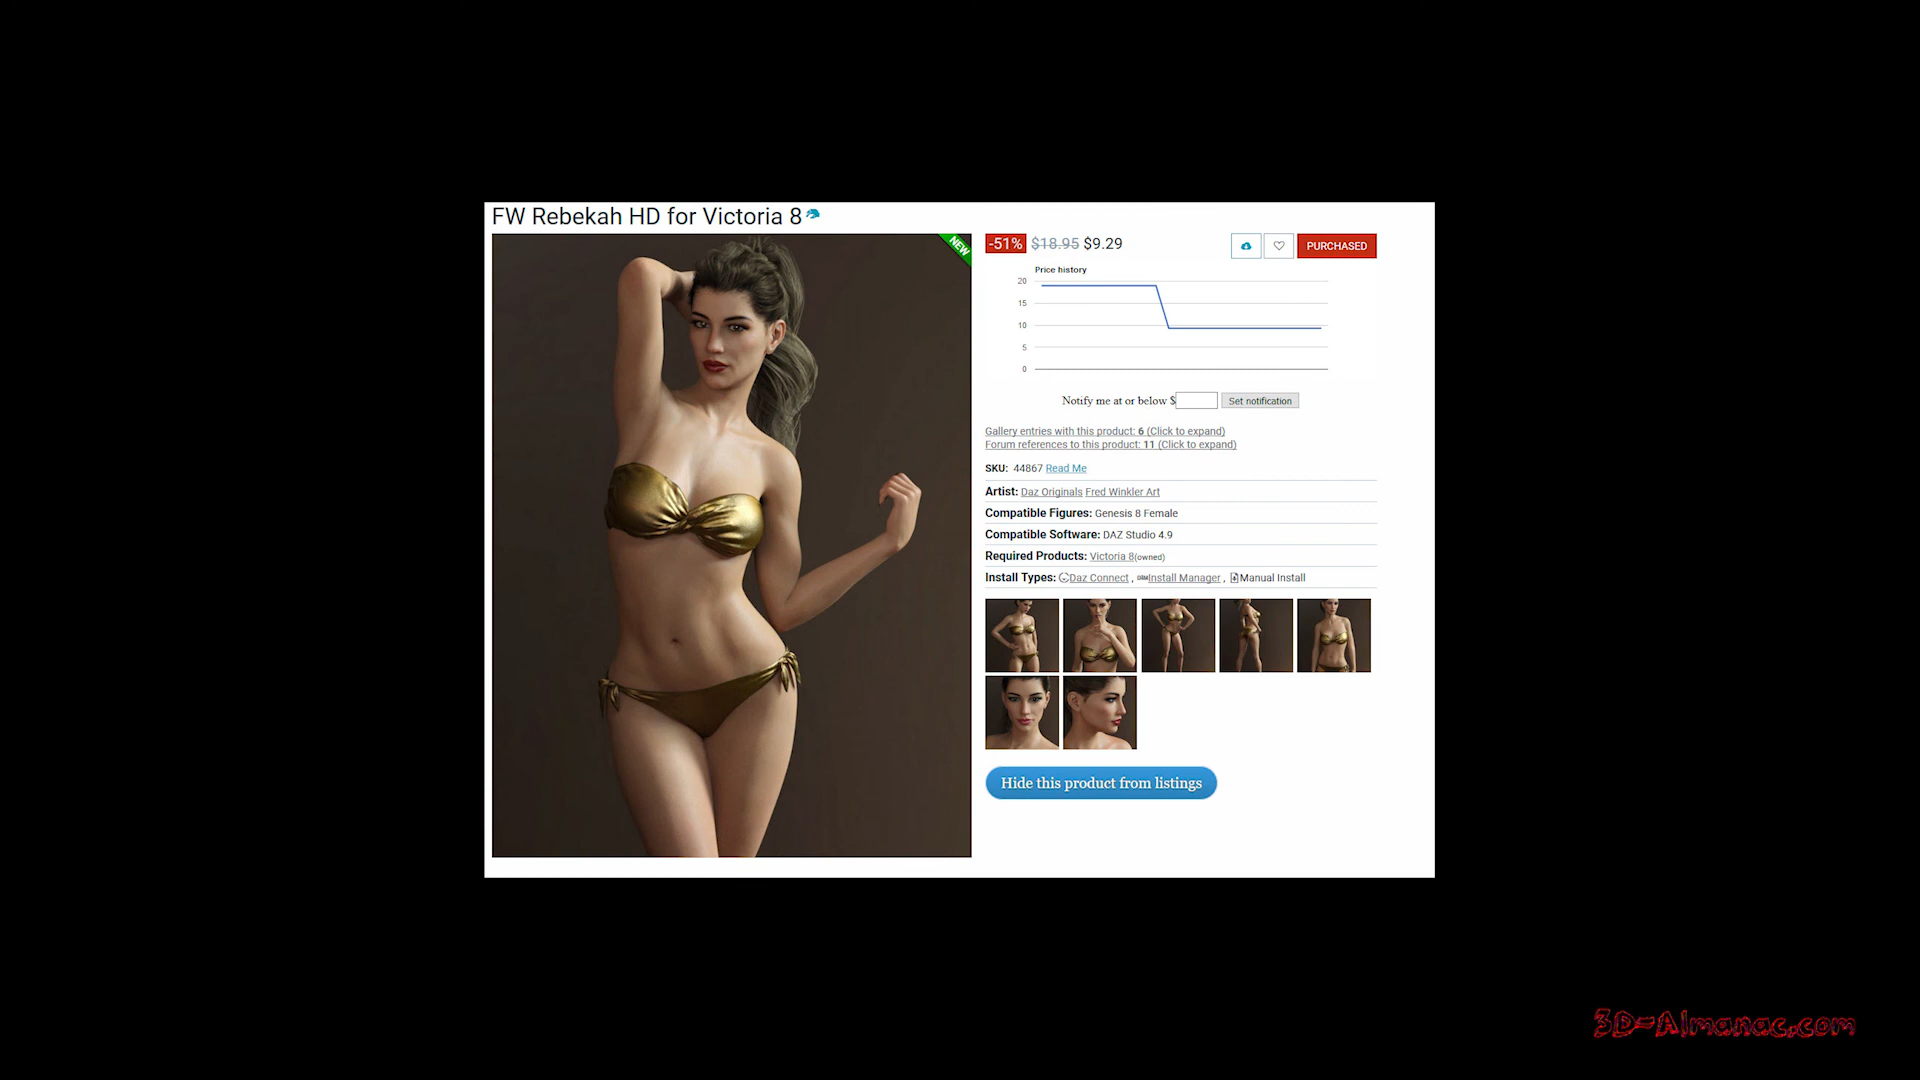 FW Rebekah HD for Victoria 8
NEW
-51% $18.95 $9.29
PURCHASED
Price history
20
15
10
5
0
Notify me at or below $
Set notification
Gallery entries with this product: 6 (Click to expand)
Forum references to this product: 11 (Click to expand)
SKU: 44867 Read Me
Artist: Daz Originals Fred Winkler Art
Compatible Figures: Genesis 8 Female
Compatible Software: DAZ Studio 4.9
Required Products: Victoria 8(owned)
Install Types: Daz Connect , Install Manager , Manual Install
Hide this product from listings
3D-Almanac.com